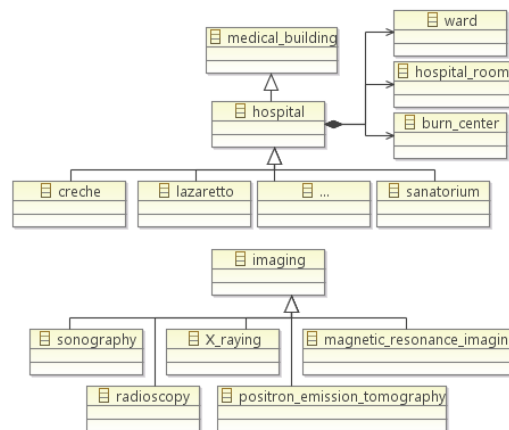 ward
medical_building
hospital_room
hospital
burn_center
creche
lazaretto
...
sanatorium
imaging
sonography
X_raying
magnetic_resonance_imagin
radioscopy
positron_emission_tomography